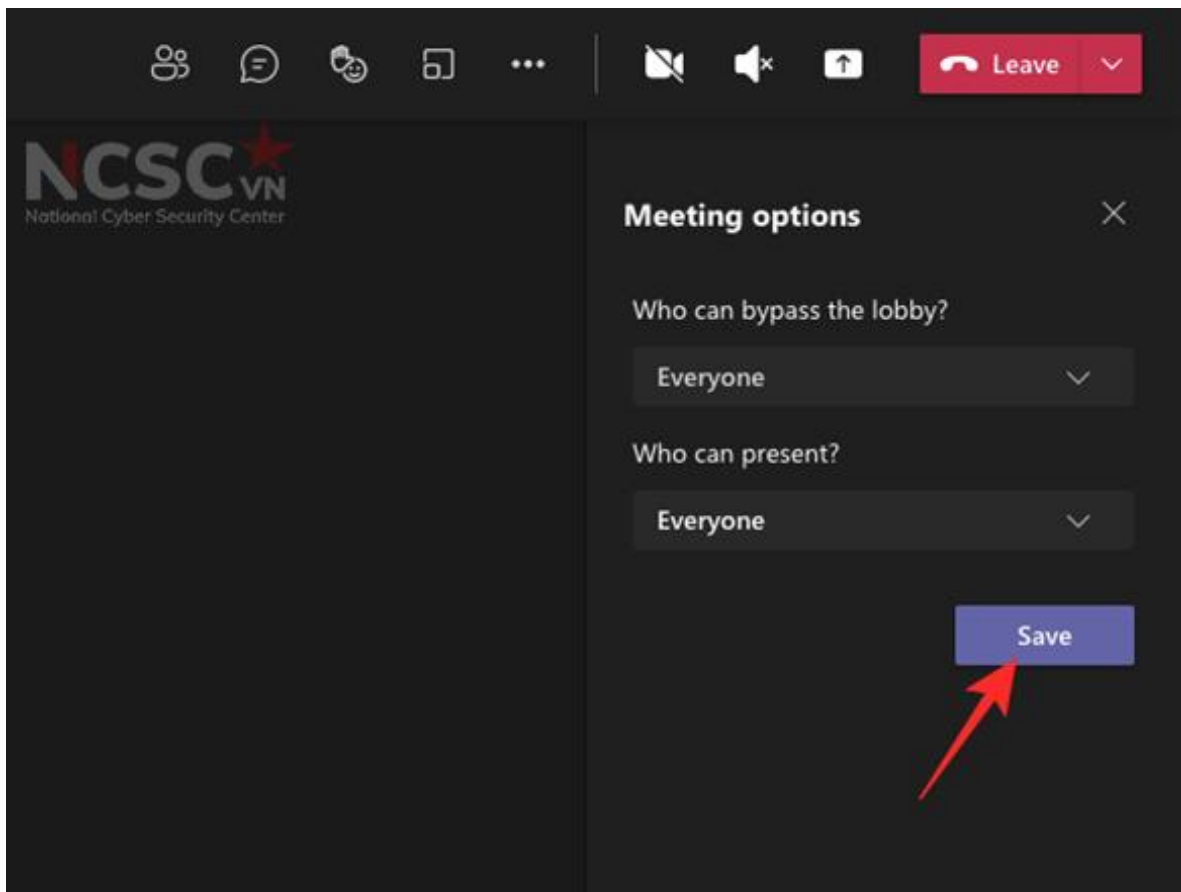 Leave
NCSC VN
National Cyber Security Center
Meeting options
Who can bypass the lobby?
Everyone
Who can present?
Everyone
Save